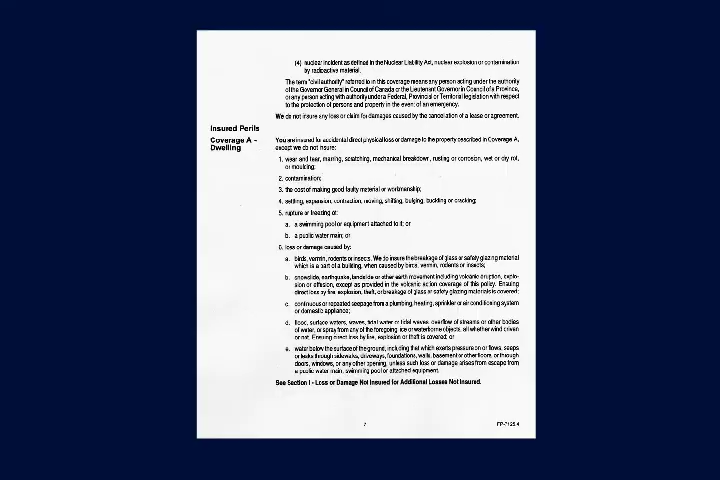 (4) nuclear incident as defined in the Nuclear Liability Act, nuclear explosion or contamination
by radioactive material.
The term "civil authority" referred to in this coverage means any person acting under the authority
of the Governor General in Council of Canada or the Lieutenant Governor in Council of a Province,
or any person acting with authority under a Federal, Provincial or Territorial legislation with respect
to the protection of persons and property in the event of an emergency.
We do not insure any loss or claim for damages caused by the cancellation of a lease or agreement.
Insured Perils
Coverage A –
Dwelling
You are insured for accidental direct physical loss or damage to the property described in Coverage A,
except we do not insure:
1. wear and tear, marring, scratching, mechanical breakdown, rusting or corrosion, wet or dry rot,
or moulding;
2. contamination;
3. the cost of making good faulty material or workmanship;
4. settling, expansion, contraction, moving, shifting, bulging, buckling or cracking;
5. rupture or freezing of:
a. a swimming pool or equipment attached to it; or
b. a public water main; or
6. loss or damage caused by:
a. birds, vermin, rodents or insects. We do insure the breakage of glass or safety glazing material
which is a part of a building, when caused by birds, vermin, rodents or insects;
b. snowslide, earthquake, landslide or other earth movement including volcanic eruption, explo-
sion or effusion, except as provided in the volcanic action coverage of this policy. Ensuing
direct loss by fire, explosion, theft, or breakage of glass or safety glazing materials is covered;
c. continuous or repeated seepage from a plumbing, heating, sprinkler or air conditioning system
or domestic appliance;
d. flood, surface waters, waves, tidal water or tidal waves, overflow of streams or other bodies
of water, or spray from any of the foregoing, ice or waterborne objects, all whether wind driven
or not. Ensuing direct loss by fire, explosion or theft is covered; or
e. water below the surface of the ground, including that which exerts pressure on or flows, seeps
or leaks through sidewalks, driveways, foundations, walls, basement or other floors, or through
doors, windows, or any other opening, unless such loss or damage arises from escape from
a public water main, swimming pool or attached equipment.
See Section I - Loss or Damage Not Insured for Additional Losses Not Insured.
7
FP-7125.4